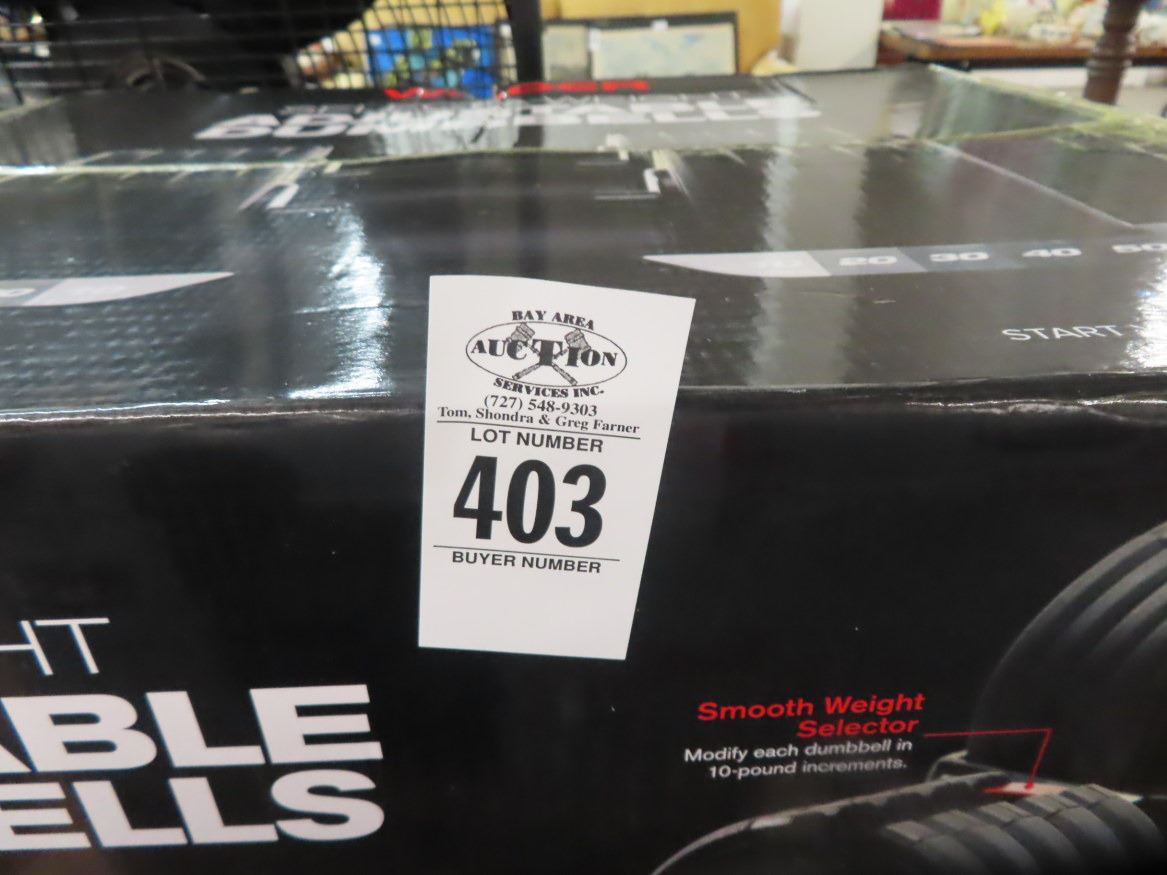 20 30 40 50
START
BAY AREA
AUCTION
SERVICES INC.
(727) 548-9303
Tom, Shondra & Greg Farner
LOT NUMBER
403
BUYER NUMBER
HT
ABLE
ELLS
Smooth Weight
Selector
Modify each dumbbell in
10-pound increments.